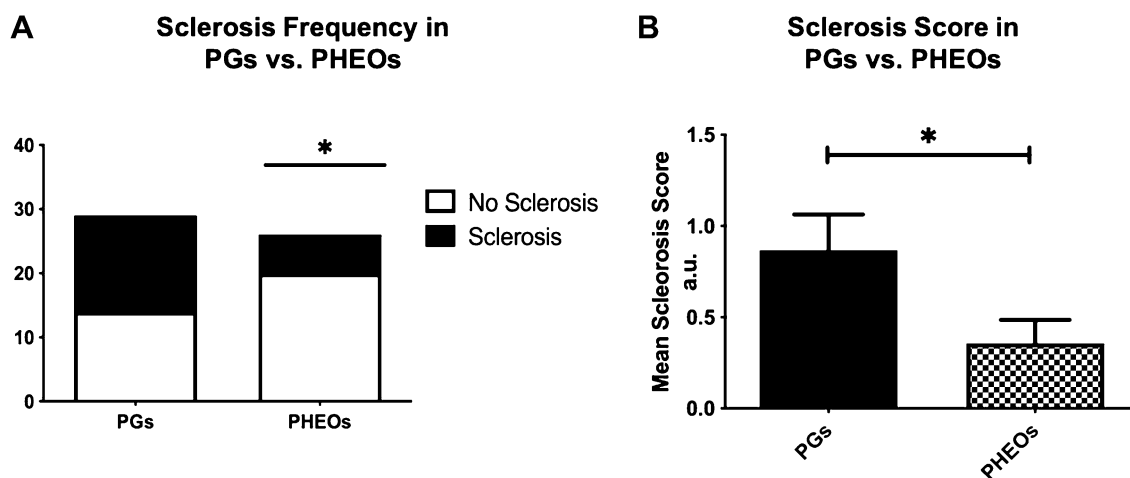 A
Sclerosis Frequency in
PGs vs. PHEOs
40
30
20
10
0
*
PGs
PHEOs
No Sclerosis
Sclerosis
B
Sclerosis Score in
PGs vs. PHEOs
Mean Scleorosis Score
a.u.
1.5
1.0
0.5
0.0
*
PGs
PHEOs